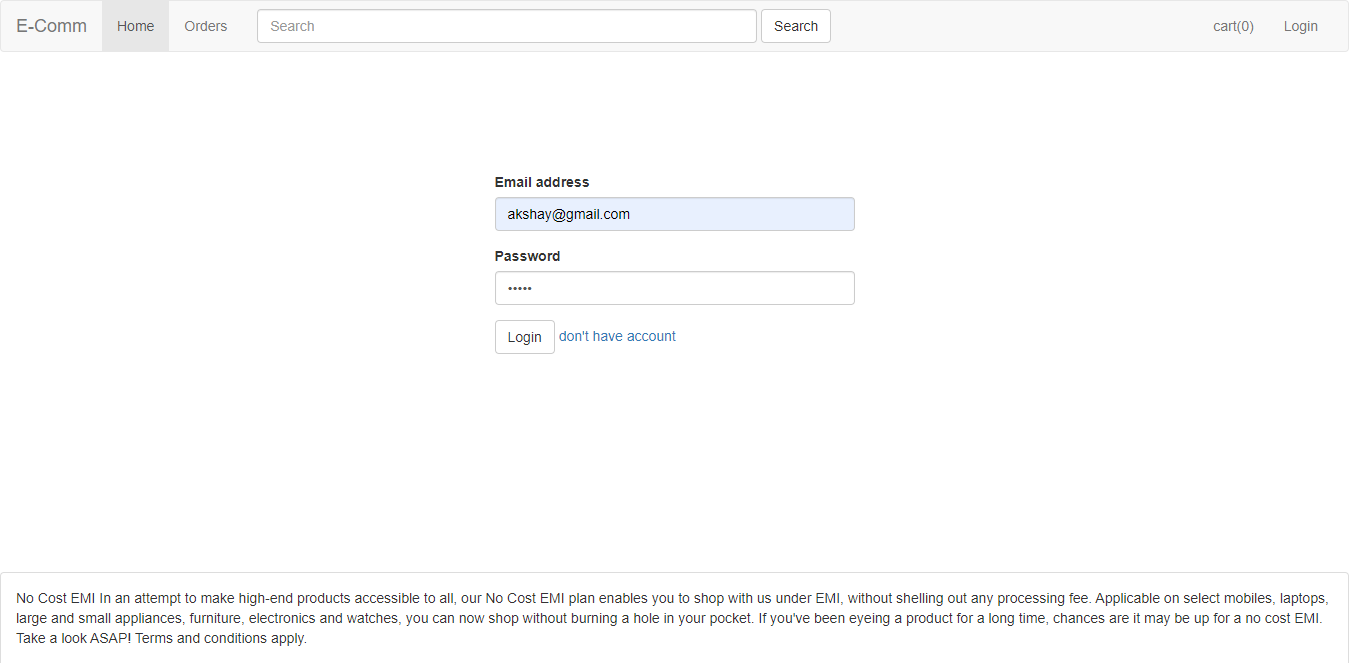 E-Comm Home Orders Search Search cart(0) Login
Email address
akshay@gmail.com
Password
•••••
Login don't have account
No Cost EMI In an attempt to make high-end products accessible to all, our No Cost EMI plan enables you to shop with us under EMI, without shelling out any processing fee. Applicable on select mobiles, laptops,
large and small appliances, furniture, electronics and watches, you can now shop without burning a hole in your pocket. If you've been eyeing a product for a long time, chances are it may be up for a no cost EMI.
Take a look ASAP! Terms and conditions apply.